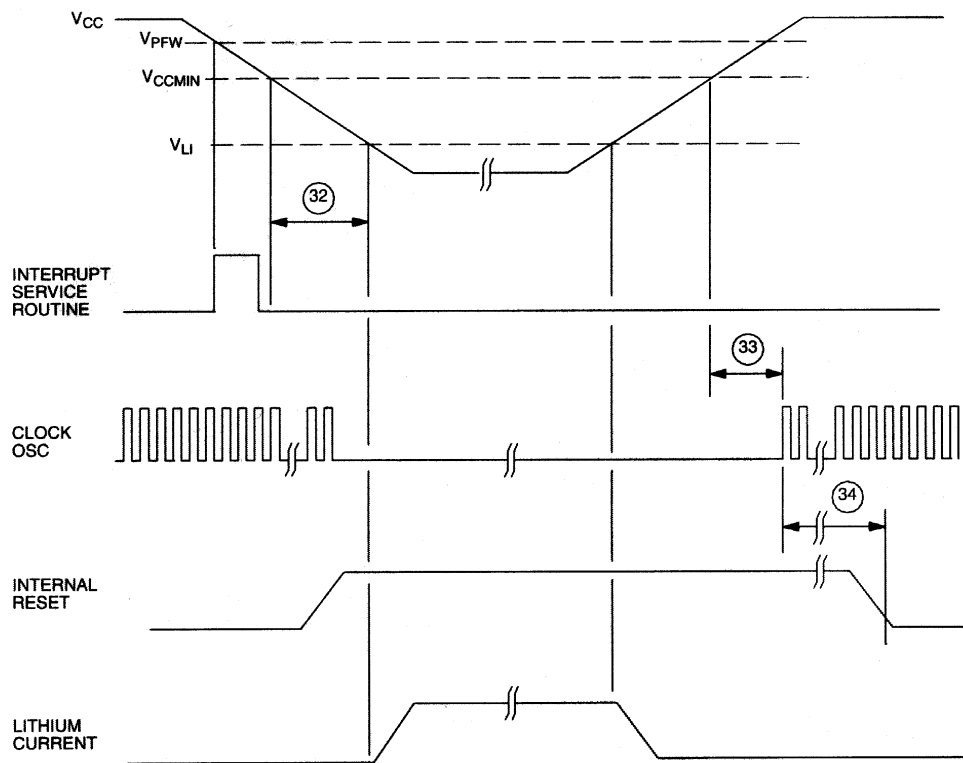 VCC
VPFW
VCCMIN
VLI
32
INTERRUPT
SERVICE
ROUTINE
33
CLOCK
OSC
34
INTERNAL
RESET
LITHIUM
CURRENT